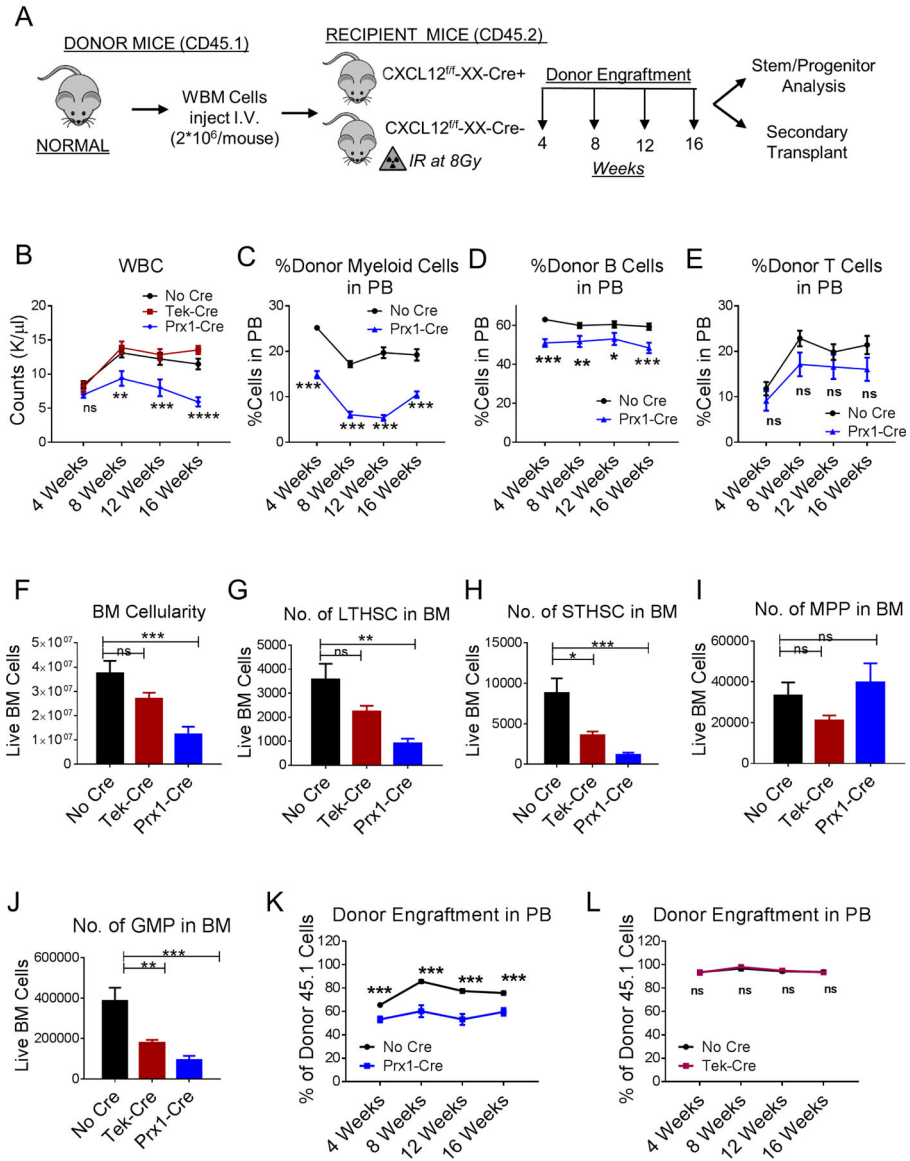 A
DONOR MICE (CD45.1)
NORMAL
WBM Cells
inject I.V.
(2*10⁶/mouse)
RECIPIENT MICE (CD45.2)
CXCL12ᶠ/ᶠ-XX-Cre+
CXCL12ᶠ/ᶠ-XX-Cre-
IR at 8Gy
Donor Engraftment
4 8 12 16
Weeks
Stem/Progenitor
Analysis
Secondary
Transplant
B
WBC
Counts (K/µl)
20
15
10
5
0
No Cre
Tek-Cre
Prx1-Cre
ns ** *** ****
4 Weeks
8 Weeks
12 Weeks
16 Weeks
C
%Donor Myeloid Cells
in PB
%Cells in PB
30
20
10
0
No Cre
Prx1-Cre
*** *** *** ***
4 Weeks
8 Weeks
12 Weeks
16 Weeks
D
%Donor B Cells
in PB
%Cells in PB
60
40
20
0
*** ** * ***
No Cre
Prx1-Cre
4 Weeks
8 Weeks
12 Weeks
16 Weeks
E
%Donor T Cells
in PB
%Cells in PB
30
20
10
0
ns ns ns ns
No Cre
Prx1-Cre
4 Weeks
8 Weeks
12 Weeks
16 Weeks
F
BM Cellularity
Live BM Cells
5×10⁰⁷
4×10⁰⁷
3×10⁰⁷
2×10⁰⁷
1×10⁰⁷
0
***
ns
No Cre
Tek-Cre
Prx1-Cre
G
No. of LTHSC in BM
Live BM Cells
5000
4000
3000
2000
1000
0
**
ns
No Cre
Tek-Cre
Prx1-Cre
H
No. of STHSC in BM
Live BM Cells
15000
10000
5000
0
***
*
No Cre
Tek-Cre
Prx1-Cre
I
No. of MPP in BM
Live BM Cells
60000
40000
20000
0
ns
ns
No Cre
Tek-Cre
Prx1-Cre
J
No. of GMP in BM
Live BM Cells
600000
400000
200000
0
***
**
No Cre
Tek-Cre
Prx1-Cre
K
Donor Engraftment in PB
% of Donor 45.1 Cells
120
100
80
60
40
20
0
*** *** *** ***
No Cre
Prx1-Cre
4 Weeks
8 Weeks
12 Weeks
16 Weeks
L
Donor Engraftment in PB
% of Donor 45.1 Cells
120
100
80
60
40
20
0
ns ns ns ns
No Cre
Tek-Cre
4 Weeks
8 Weeks
12 Weeks
16 Weeks